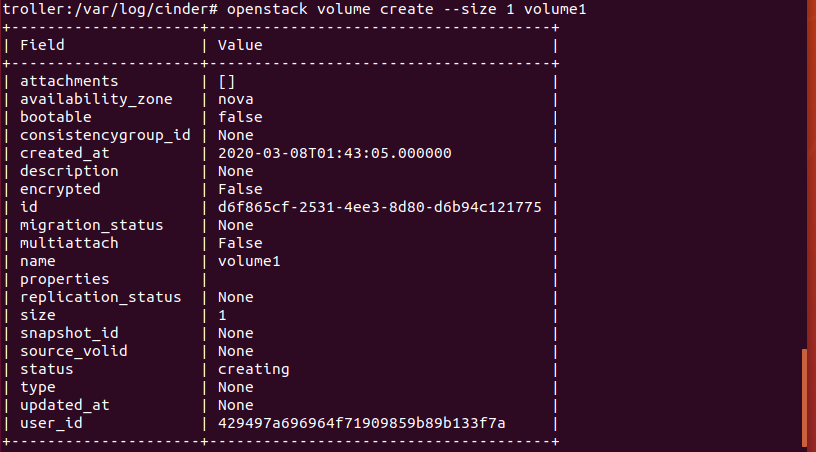 troller:/var/log/cinder# openstack volume create --size 1 volume1
+---------------------+--------------------------------------+
| Field               | Value                                |
+---------------------+--------------------------------------+
| attachments         | []                                   |
| availability_zone   | nova                                 |
| bootable            | false                                |
| consistencygroup_id | None                                 |
| created_at          | 2020-03-08T01:43:05.000000           |
| description         | None                                 |
| encrypted           | False                                |
| id                  | d6f865cf-2531-4ee3-8d80-d6b94c121775 |
| migration_status    | None                                 |
| multiattach         | False                                |
| name                | volume1                              |
| properties          |                                      |
| replication_status  | None                                 |
| size                | 1                                    |
| snapshot_id         | None                                 |
| source_volid        | None                                 |
| status              | creating                             |
| type                | None                                 |
| updated_at          | None                                 |
| user_id             | 429497a696964f71909859b89b133f7a     |
+---------------------+--------------------------------------+